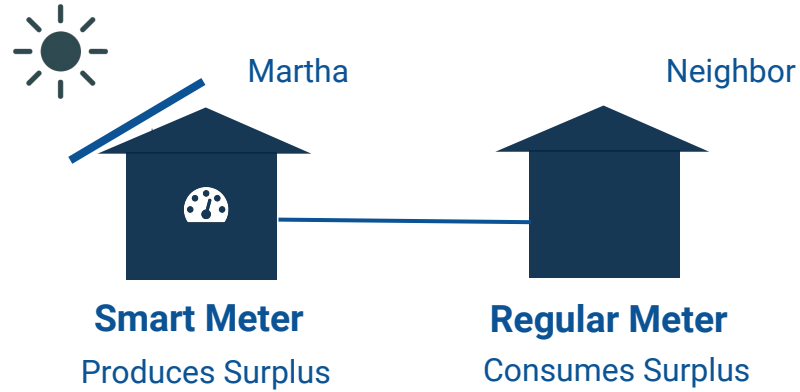 Martha
Neighbor
Smart Meter
Regular Meter
Produces Surplus
Consumes Surplus